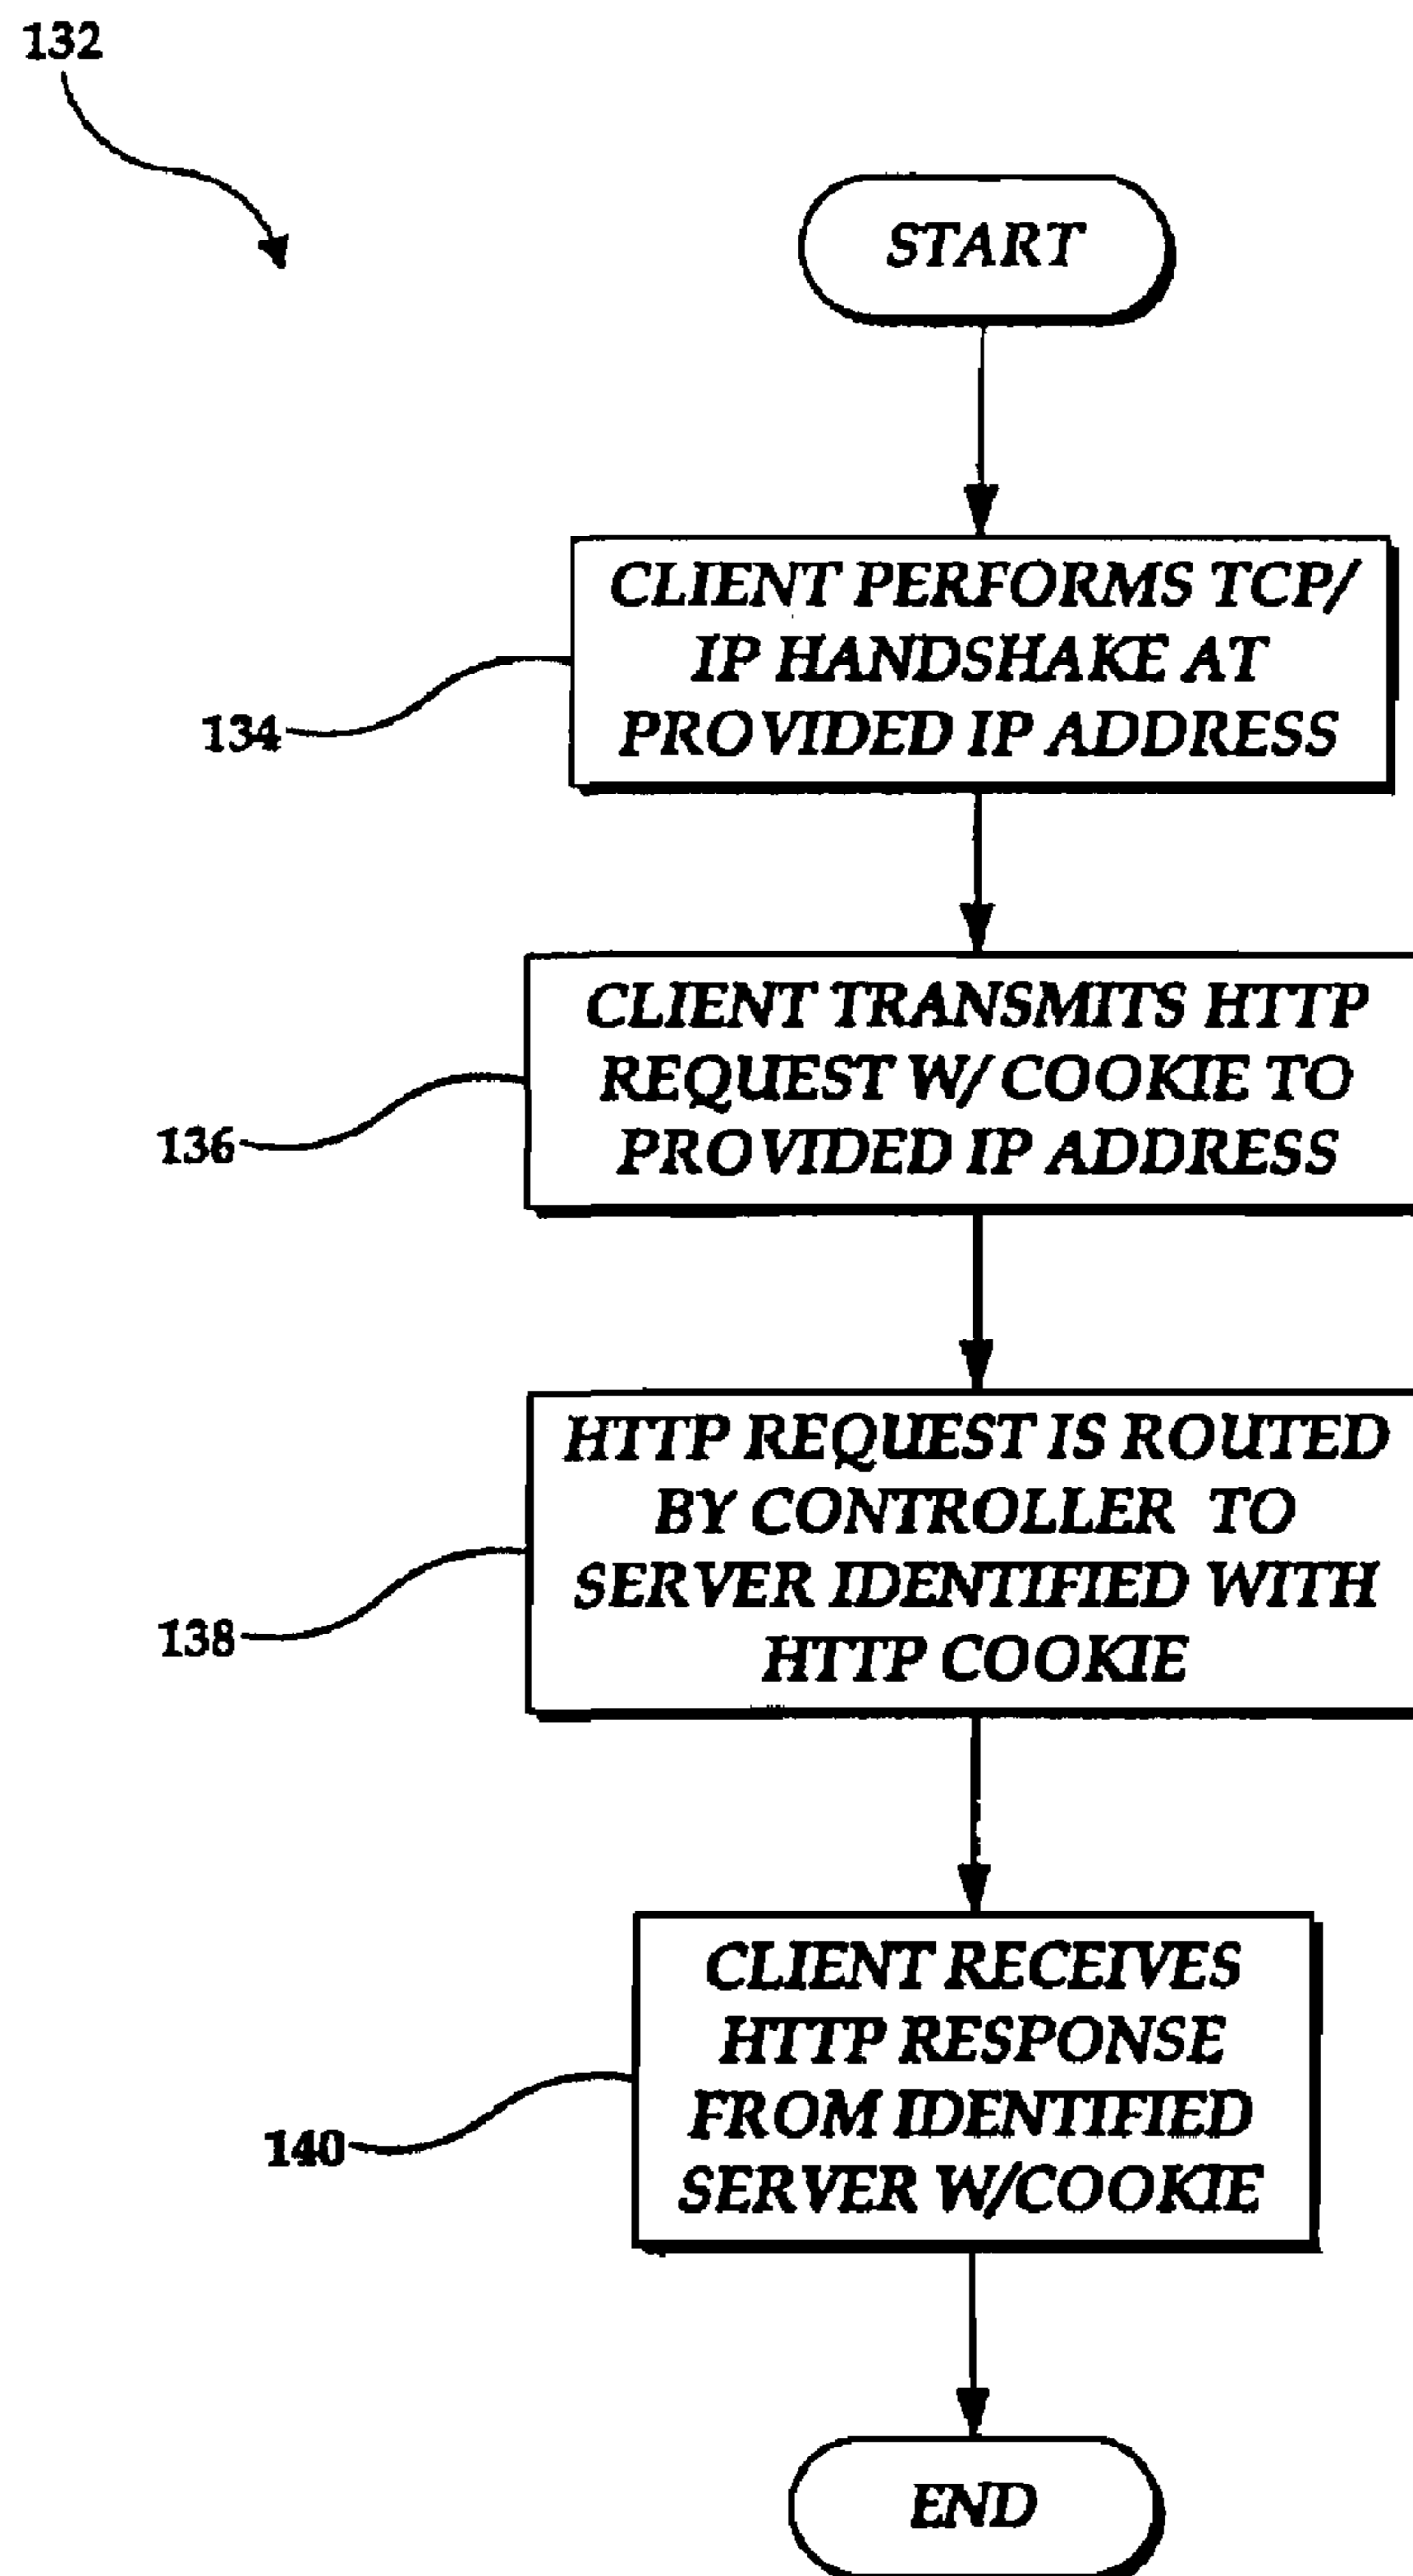 132
START
CLIENT PERFORMS TCP/
IP HANDSHAKE AT
PROVIDED IP ADDRESS
134
CLIENT TRANSMITS HTTP
REQUEST W/ COOKIE TO
PROVIDED IP ADDRESS
136
HTTP REQUEST IS ROUTED
BY CONTROLLER TO
SERVER IDENTIFIED WITH
HTTP COOKIE
138
CLIENT RECEIVES
HTTP RESPONSE
FROM IDENTIFIED
SERVER W/COOKIE
140
END